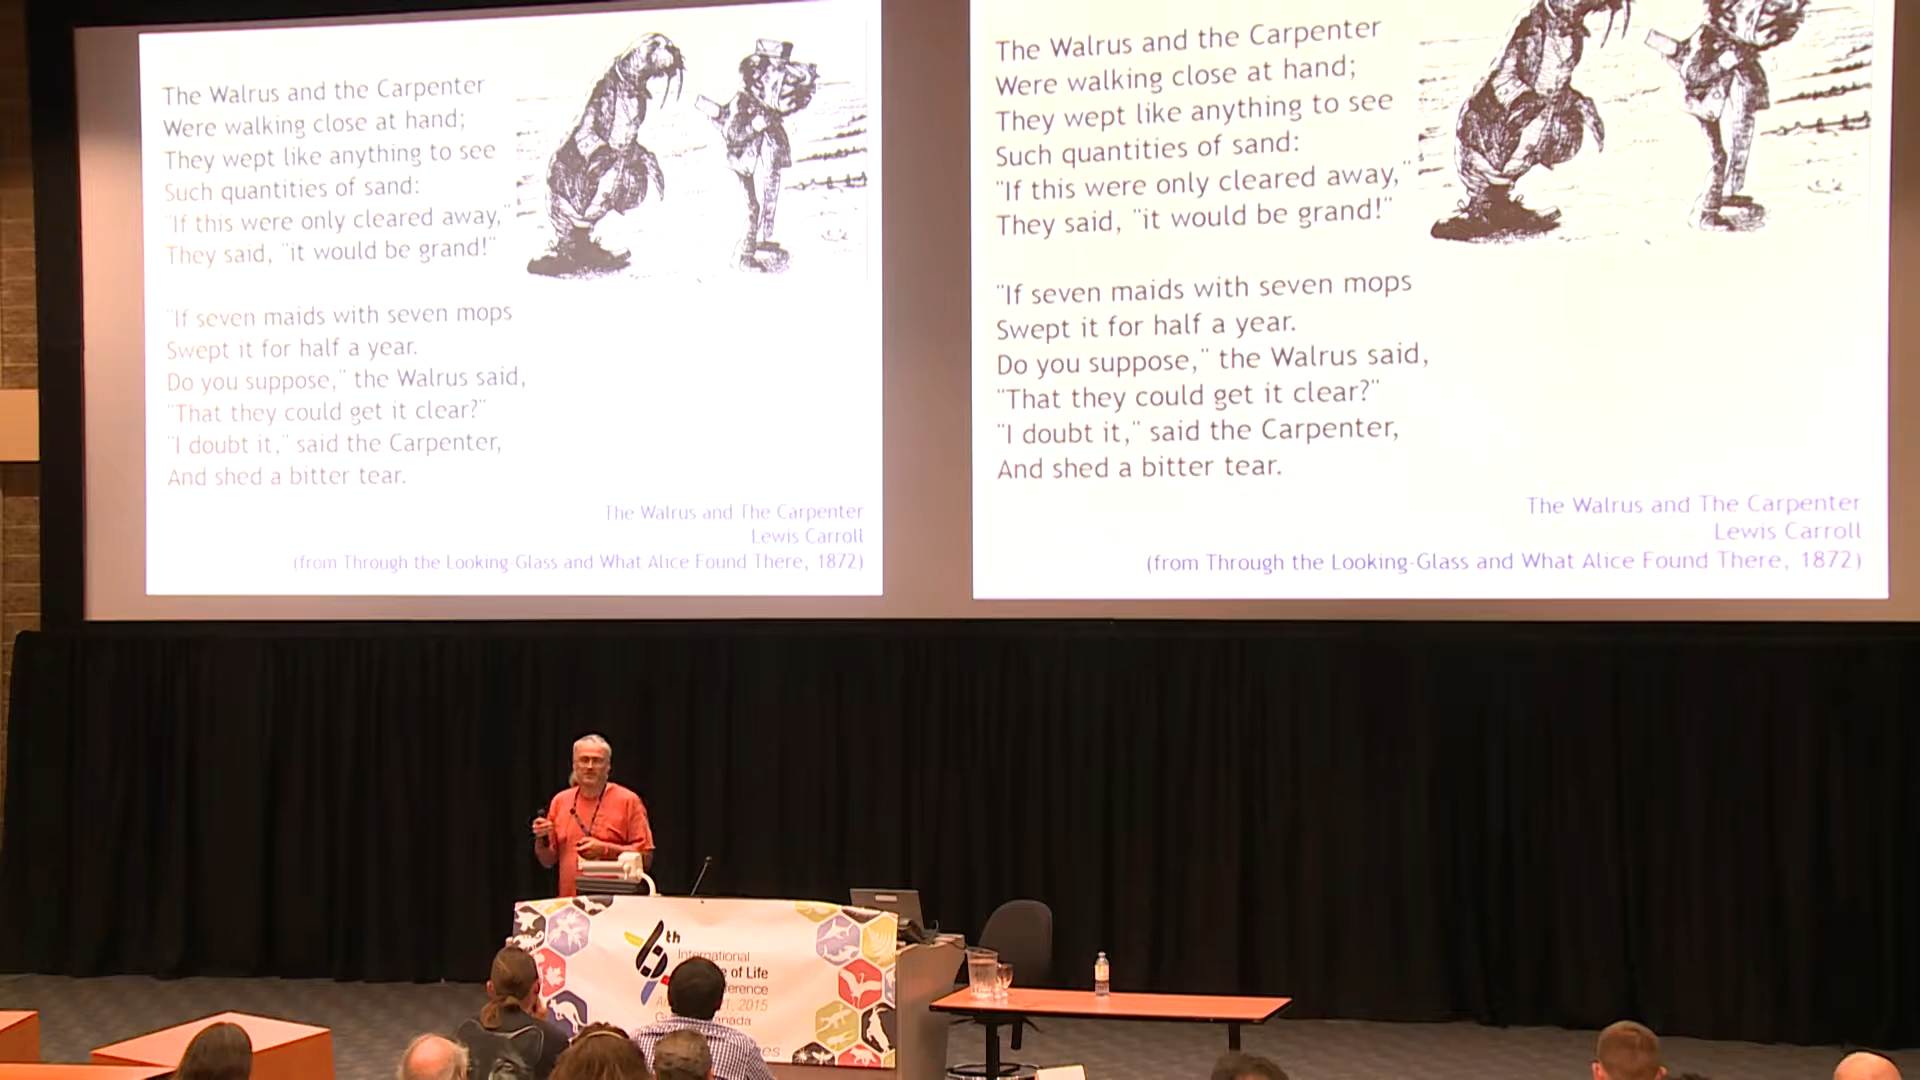 The Walrus and the Carpenter
Were walking close at hand;
They wept like anything to see
Such quantities of sand:
"If this were only cleared away,"
They said, "it would be grand!"
"If seven maids with seven mops
Swept it for half a year.
Do you suppose," the Walrus said,
"That they could get it clear?"
"I doubt it," said the Carpenter,
And shed a bitter tear.
The Walrus and The Carpenter
Lewis Carroll
(from Through the Looking-Glass and What Alice Found There, 1872)
The Walrus and the Carpenter
Were walking close at hand;
They wept like anything to see
Such quantities of sand:
"If this were only cleared away,"
They said, "it would be grand!"
"If seven maids with seven mops
Swept it for half a year.
Do you suppose," the Walrus said,
"That they could get it clear?"
"I doubt it," said the Carpenter,
And shed a bitter tear.
The Walrus and The Carpenter
Lewis Carroll
(from Through the Looking-Glass and What Alice Found There, 1872)
6th
International
of Life
2015